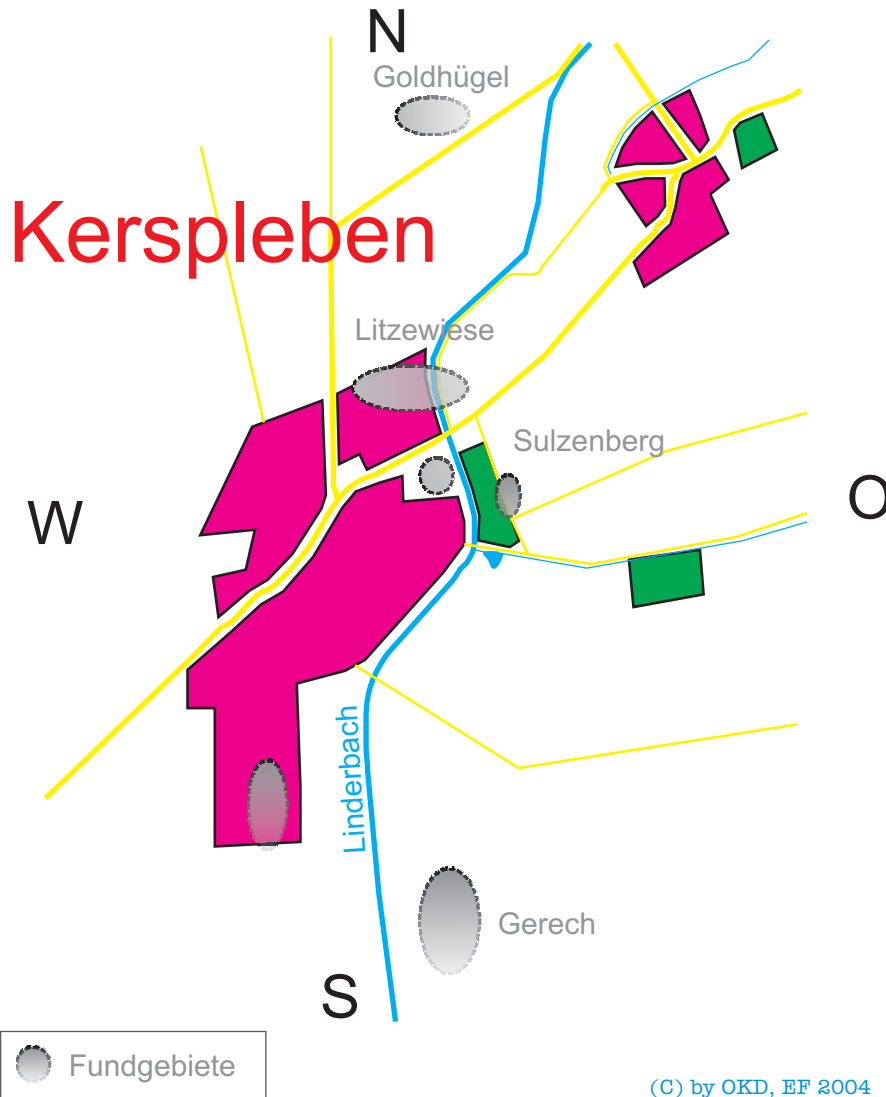 N
Goldhügel
Kerspleben
Litzewiese
Sulzenberg
W
O
Linderbach
Gerech
S
Fundgebiete
(C) by OKD, EF 2004